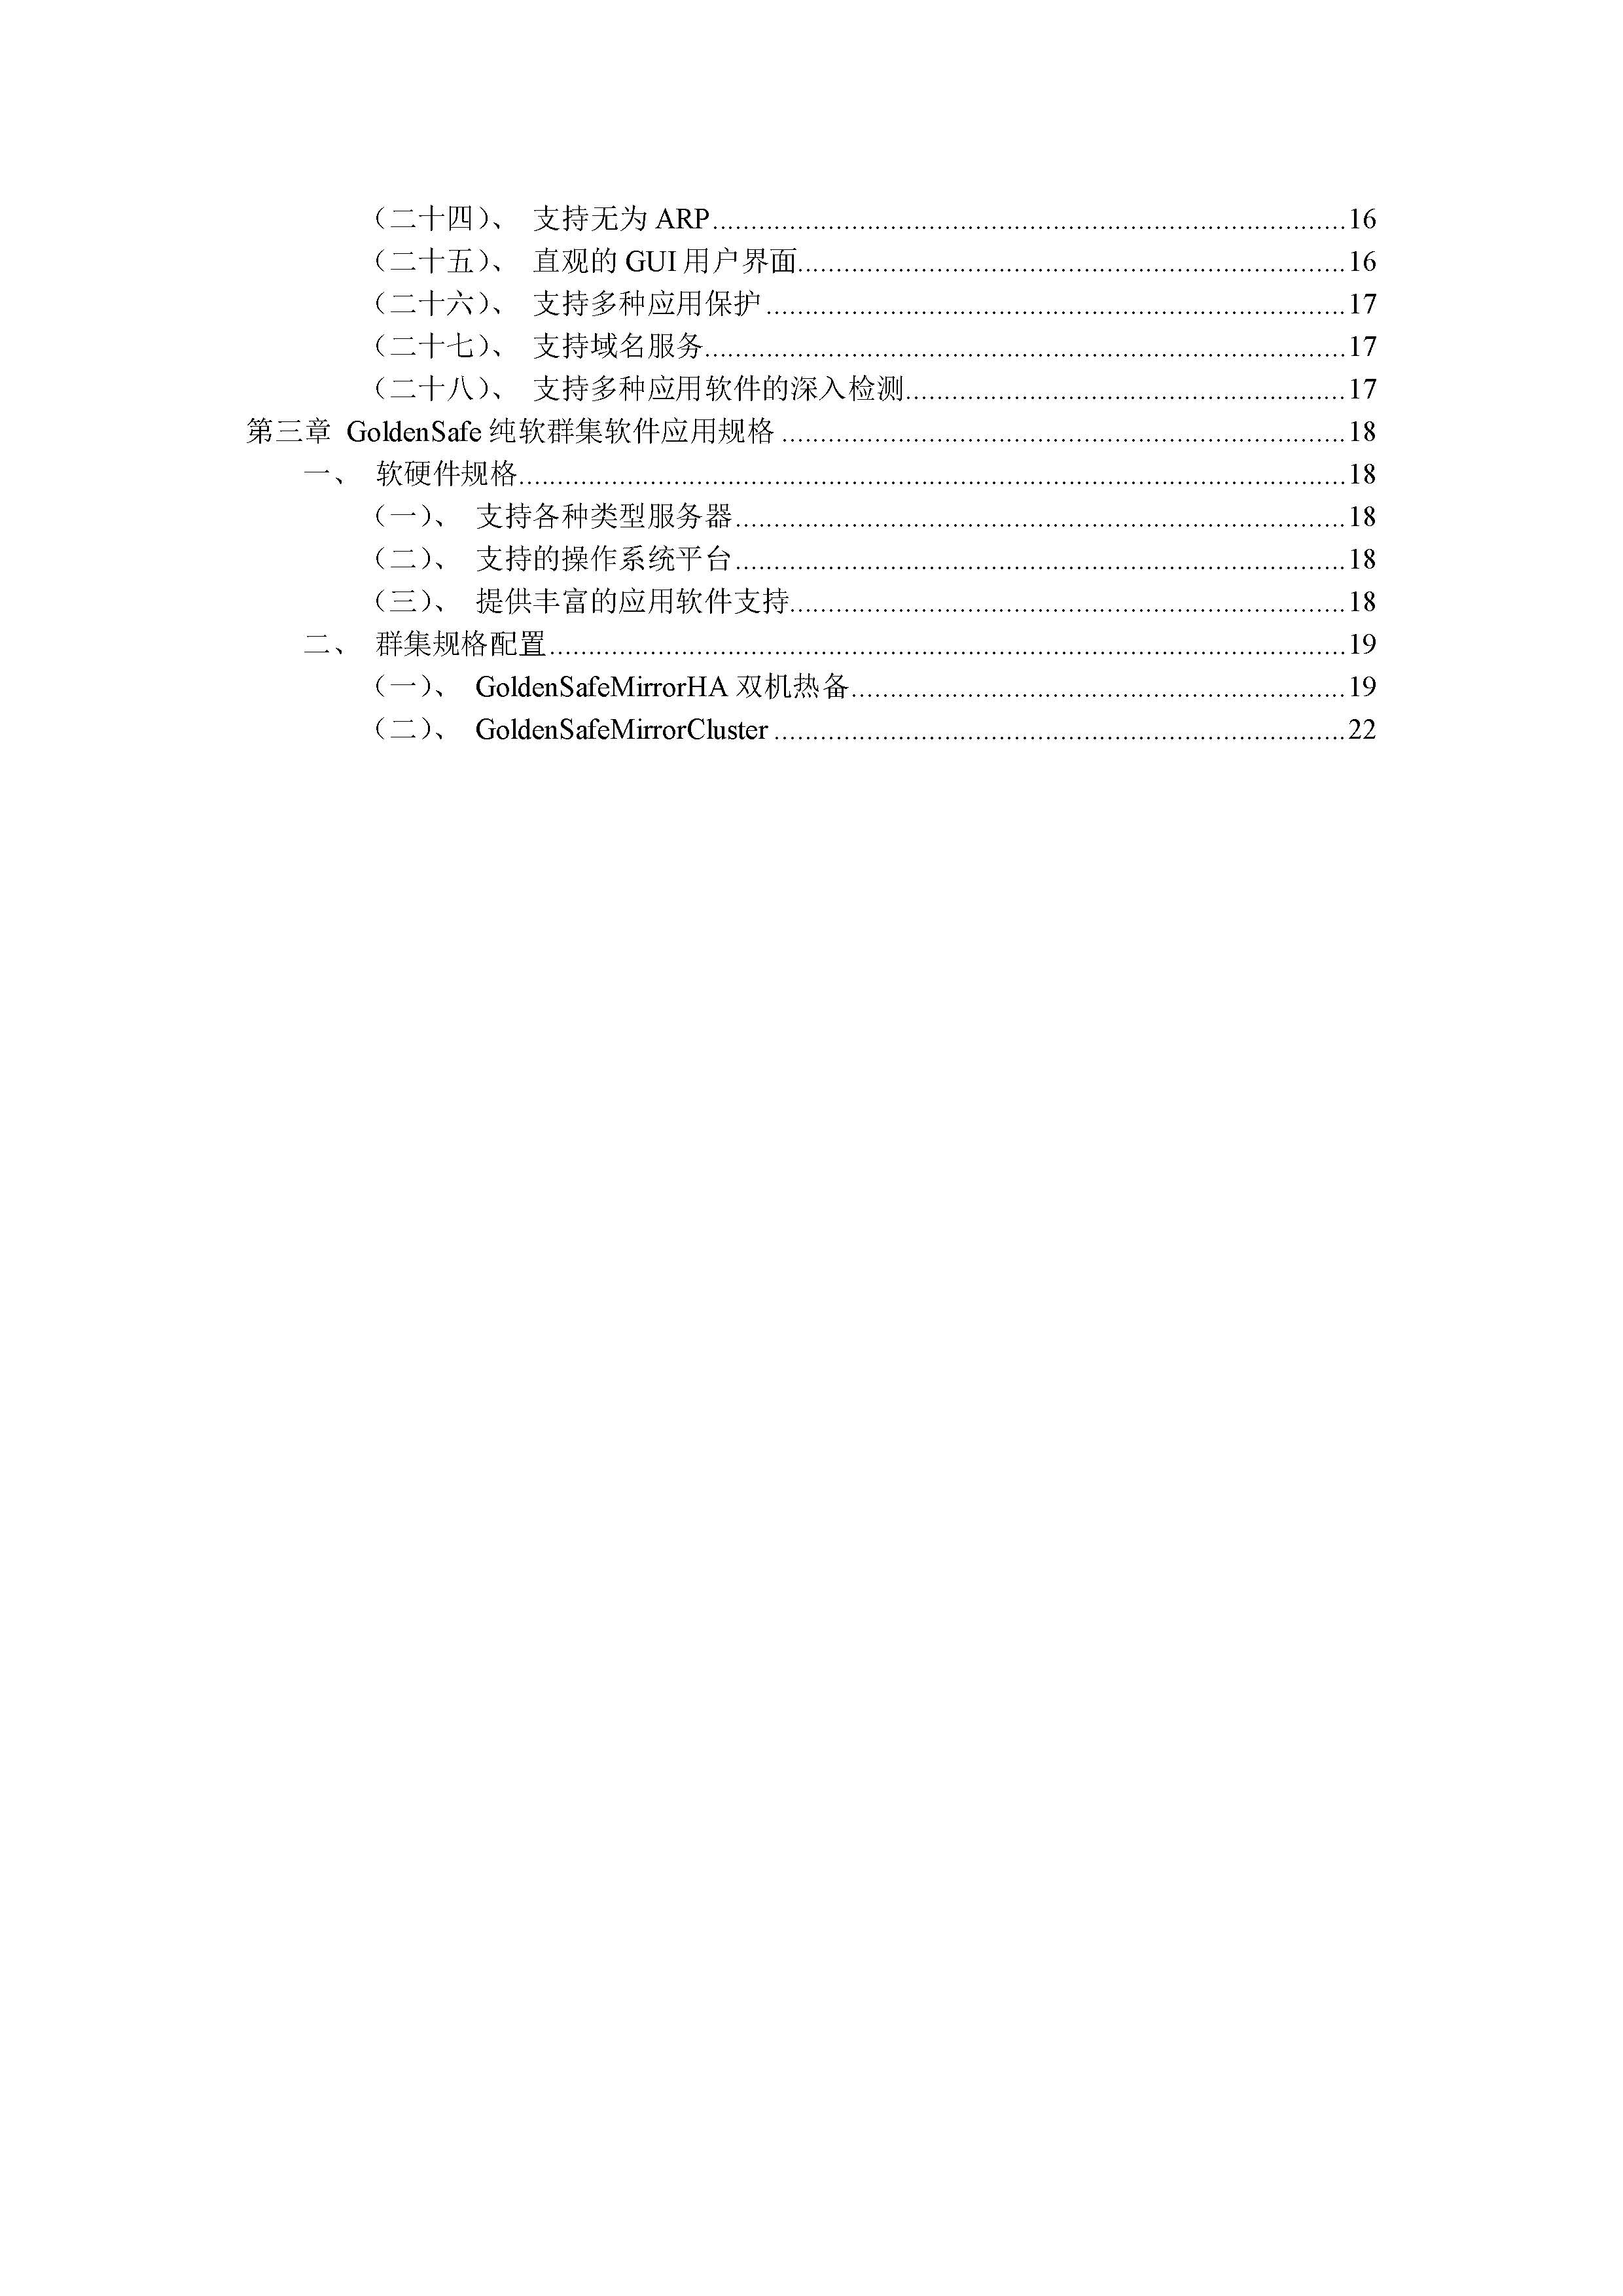 （二十四）、 支持无为 ARP........................................16
（二十五）、 直观的 GUI 用户界面........................................16
（二十六）、 支持多种应用保护........................................17
（二十七）、 支持域名服务........................................17
（二十八）、 支持多种应用软件的深入检测........................................17
第三章 GoldenSafe 纯软群集软件应用规格........................................18
一、 软硬件规格........................................18
（一）、 支持各种类型服务器........................................18
（二）、 支持的操作系统平台........................................18
（三）、 提供丰富的应用软件支持........................................18
二、 群集规格配置........................................19
（一）、 GoldenSafeMirrorHA 双机热备........................................19
（二）、 GoldenSafeMirrorCluster........................................22